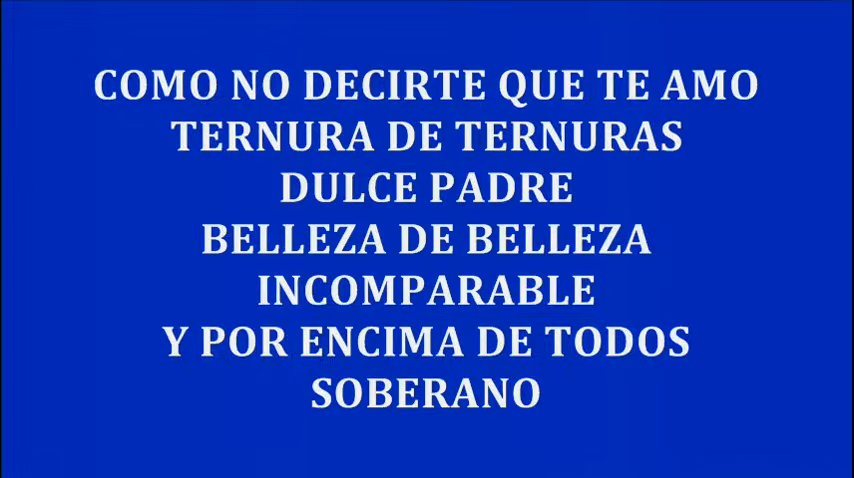 COMO NO DECIRTE QUE TE AMO
TERNURA DE TERNURAS
DULCE PADRE
BELLEZA DE BELLEZA
INCOMPARABLE
Y POR ENCIMA DE TODOS
SOBERANO